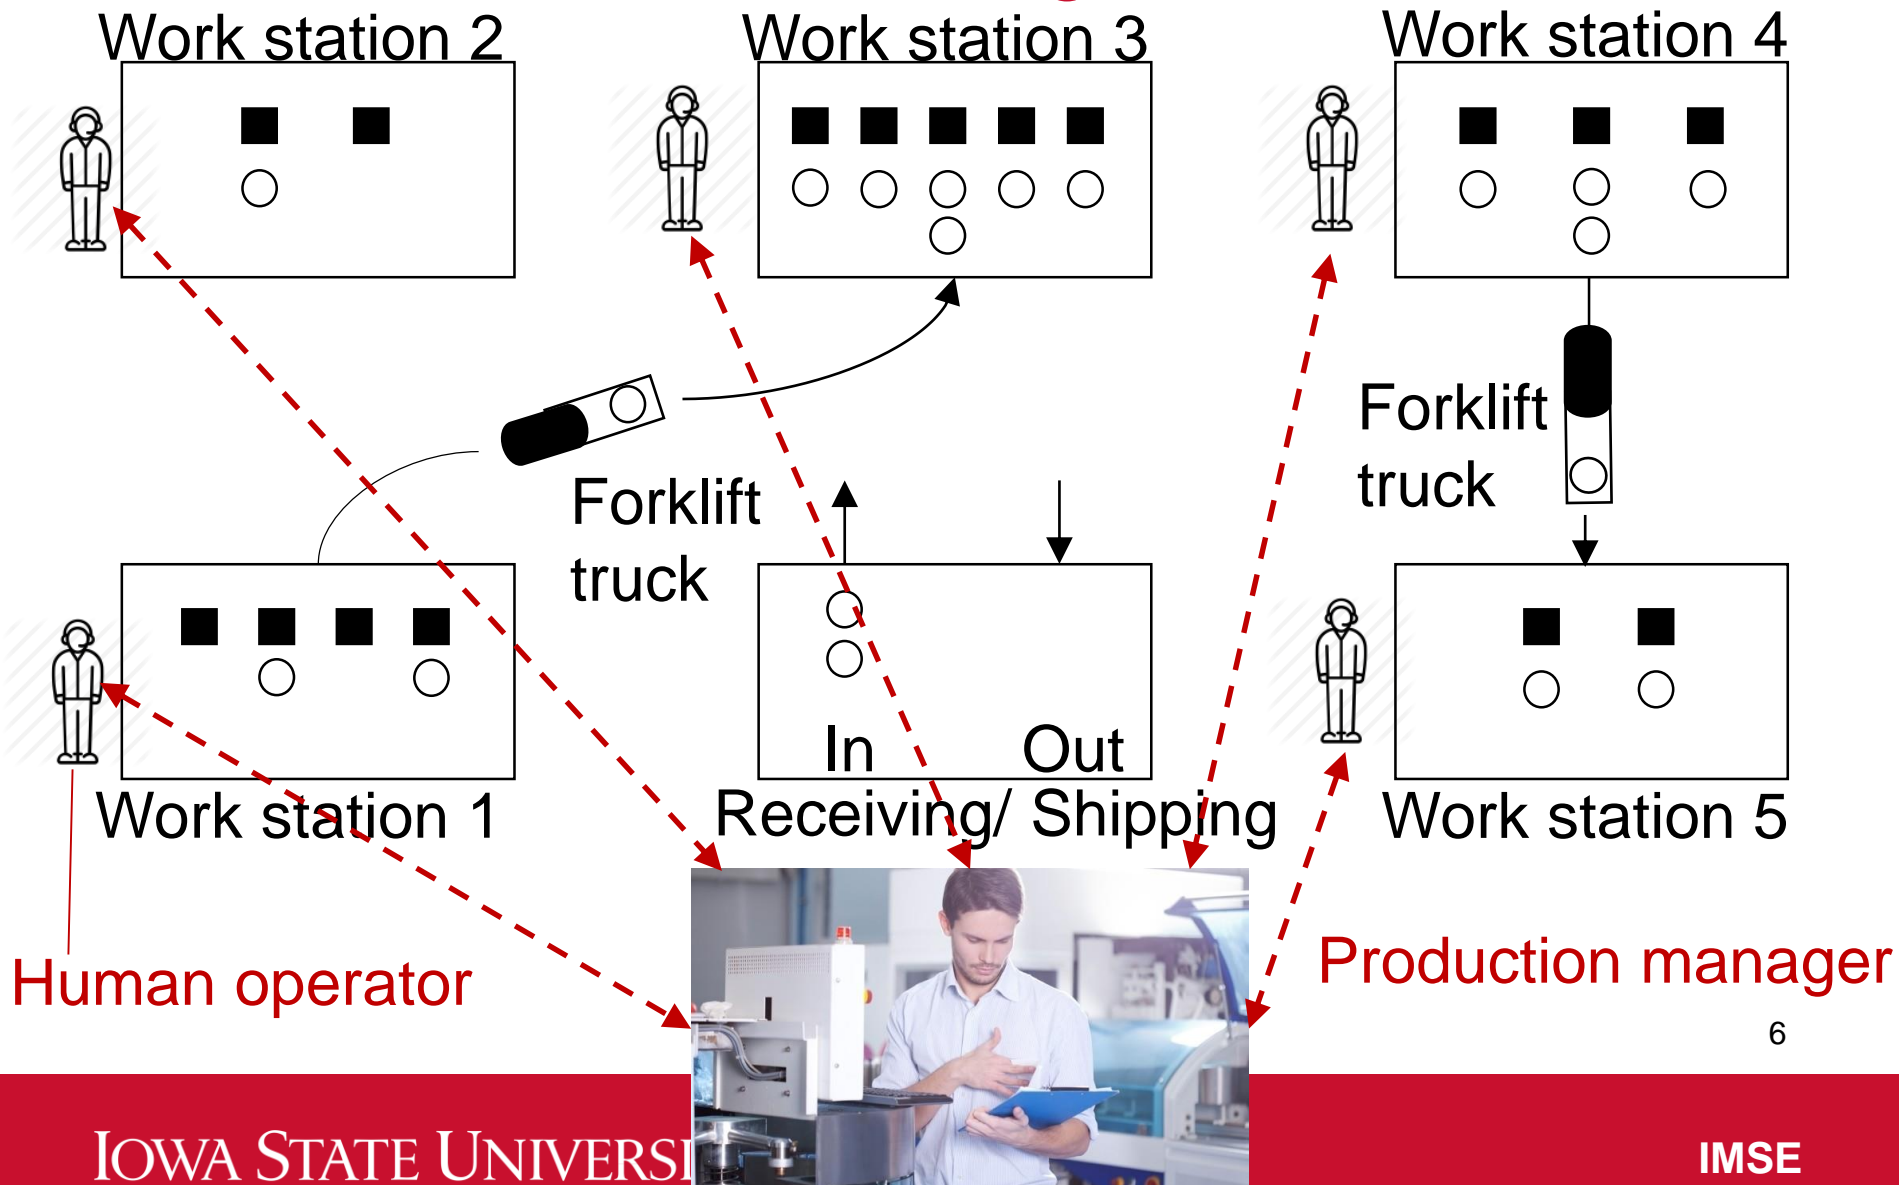 Work station 2
Work station 3
Work station 4
Forklift
truck
Forklift
truck
In
Out
Work station 1
Receiving/ Shipping
Work station 5
Human operator
Production manager
6
IOWA STATE
IMSE